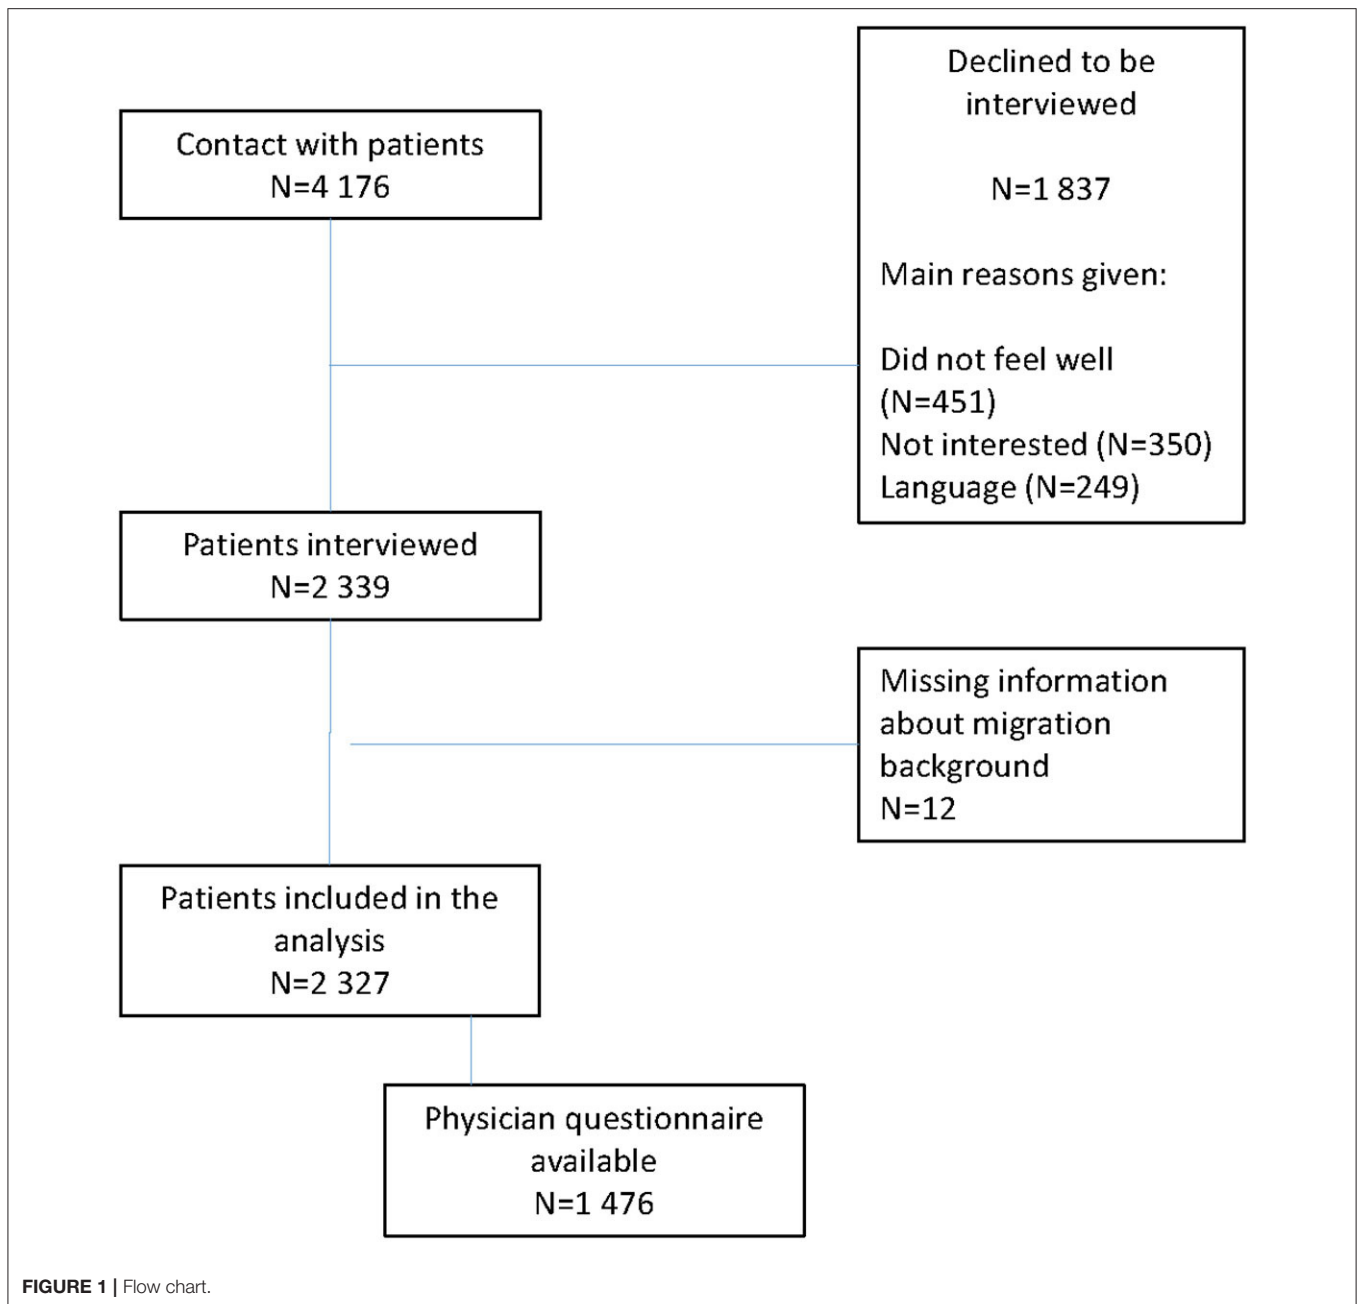 Contact with patients
N=4 176
Declined to be
interviewed
N=1 837
Main reasons given:
Did not feel well
(N=451)
Not interested (N=350)
Language (N=249)
Patients interviewed
N=2 339
Missing information
about migration
background
N=12
Patients included in the
analysis
N=2 327
Physician questionnaire
available
N=1 476
FIGURE 1 | Flow chart.